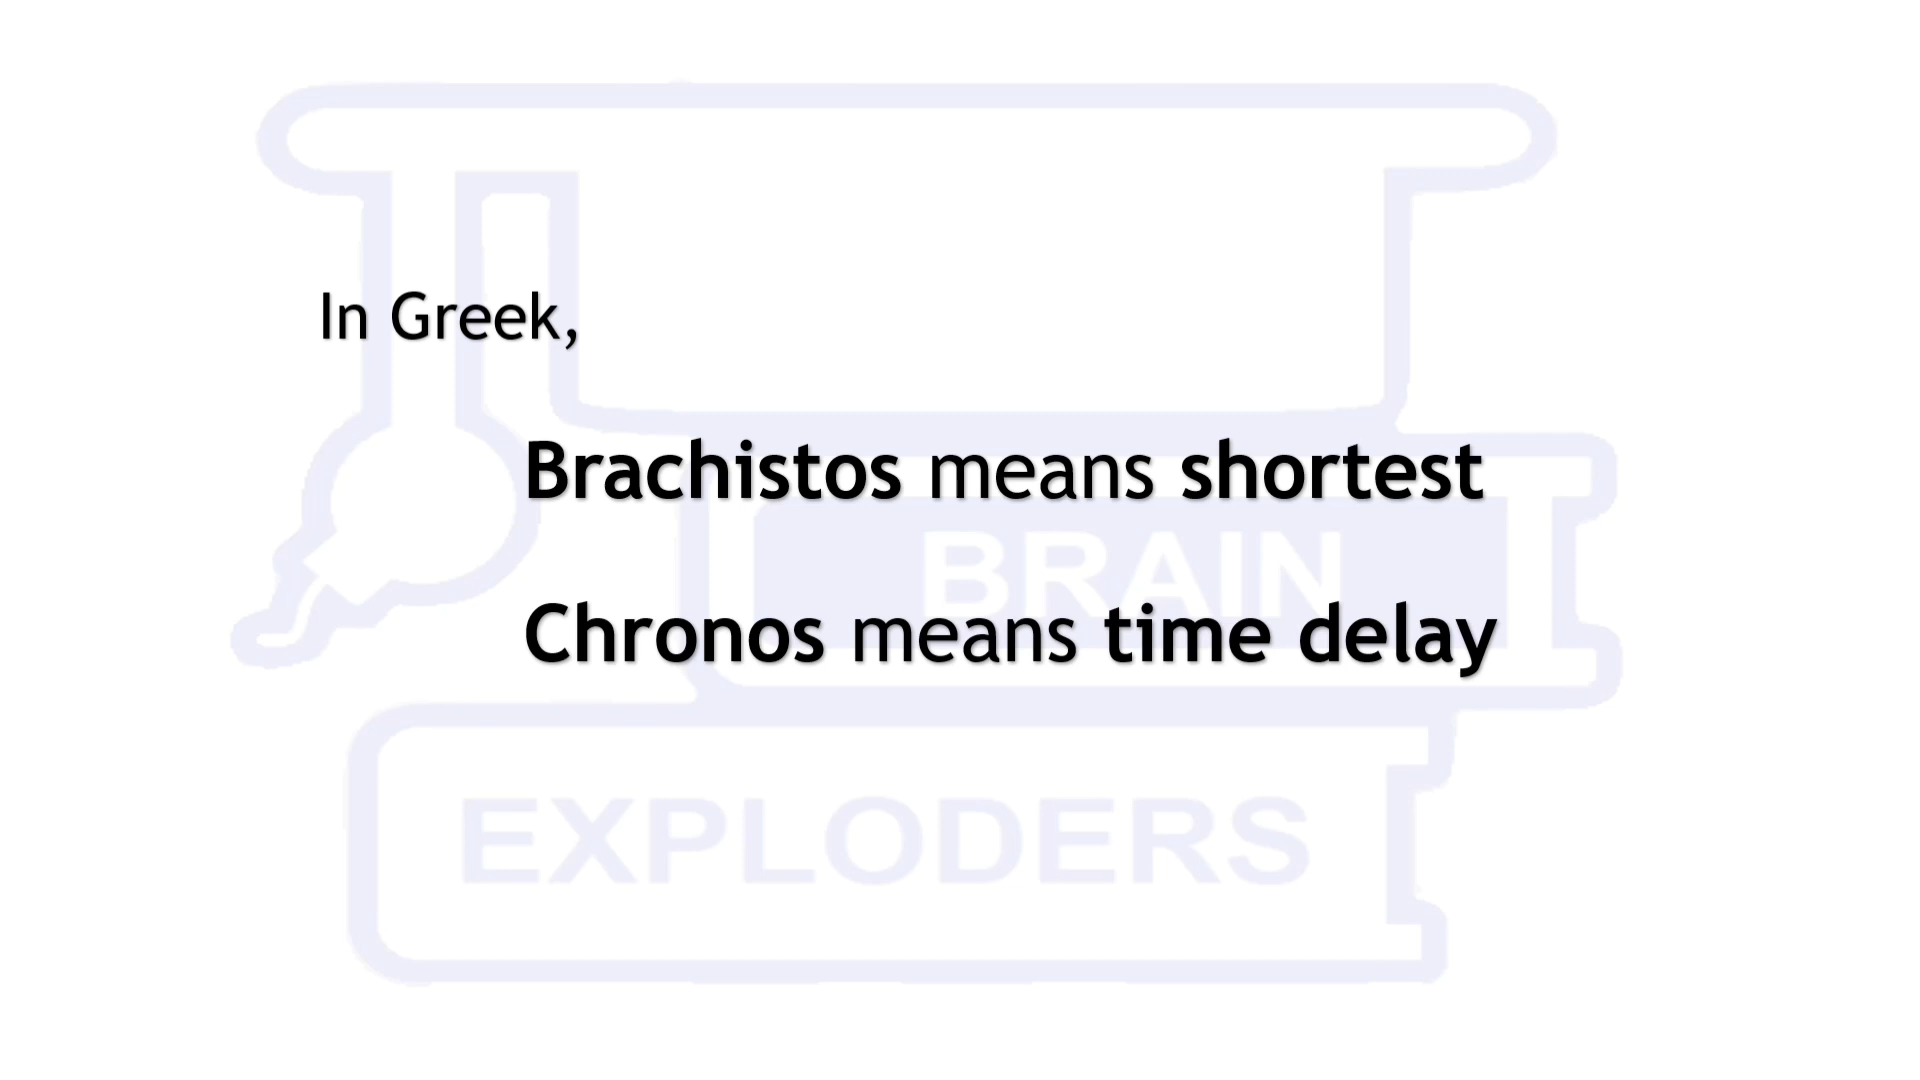 In Greek,
Brachistos means shortest
BRAIN
Chronos means time delay
EXPLODERS